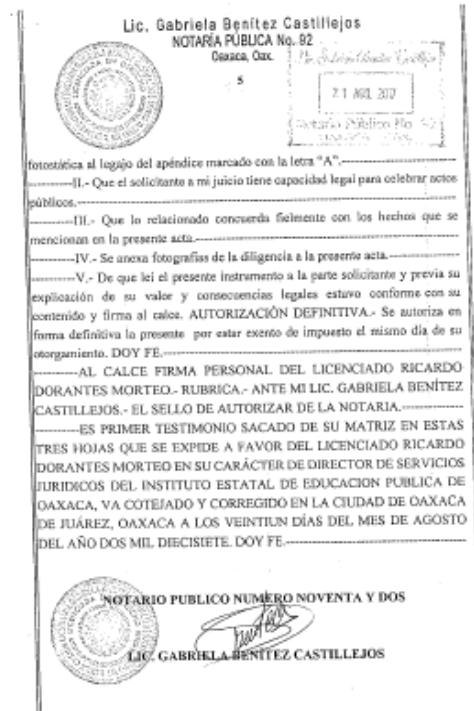 Lic. Gabriela Benítez Castillejos
NOTARÍA PÚBLICA No. 92
Oaxaca, Oax.
5
Notario Público No. 92
fotostática al legajo del apéndice marcado con la letra "A".--------------------
----------II.- Que el solicitante a mi juicio tiene capacidad legal para celebrar actos
públicos.--------------------
----------III.- Que lo relacionado concuerda fielmente con los hechos que se
mencionan en la presente acta.--------------------
----------IV.- Se anexa fotografías de la diligencia a la presente acta.--------------------
----------V.- De que leí el presente instrumento a la parte solicitante y previa su
explicación de su valor y consecuencias legales estuvo conforme con su
contenido y firma al calce. AUTORIZACIÓN DEFINITIVA.- Se autoriza en
forma definitiva la presente por estar exento de impuesto el mismo día de su
otorgamiento. DOY FE.--------------------
----------AL CALCE FIRMA PERSONAL DEL LICENCIADO RICARDO
DORANTES MORTEO.- RUBRICA.- ANTE MI LIC. GABRIELA BENÍTEZ
CASTILLEJOS.- EL SELLO DE AUTORIZAR DE LA NOTARIA.--------------------
----------ES PRIMER TESTIMONIO SACADO DE SU MATRIZ EN ESTAS
TRES HOJAS QUE SE EXPIDE A FAVOR DEL LICENCIADO RICARDO
DORANTES MORTEO EN SU CARÁCTER DE DIRECTOR DE SERVICIOS
JURIDICOS DEL INSTITUTO ESTATAL DE EDUCACION PUBLICA DE
OAXACA, VA COTEJADO Y CORREGIDO EN LA CIUDAD DE OAXACA
DE JUÁREZ, OAXACA A LOS VEINTIUN DÍAS DEL MES DE AGOSTO
DEL AÑO DOS MIL DIECISIETE. DOY FE.--------------------
NOTARIO PUBLICO NUMERO NOVENTA Y DOS
LIC. GABRIELA BENÍTEZ CASTILLEJOS